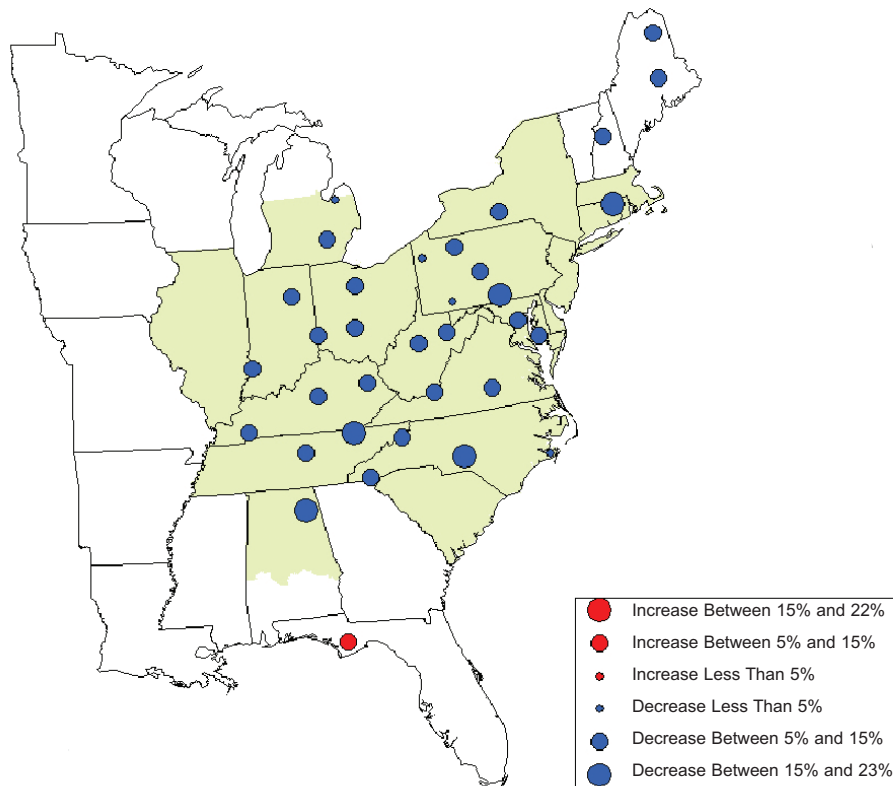 Increase Between 15% and 22%
Increase Between 5% and 15%
Increase Less Than 5%
Decrease Less Than 5%
Decrease Between 5% and 15%
Decrease Between 15% and 23%